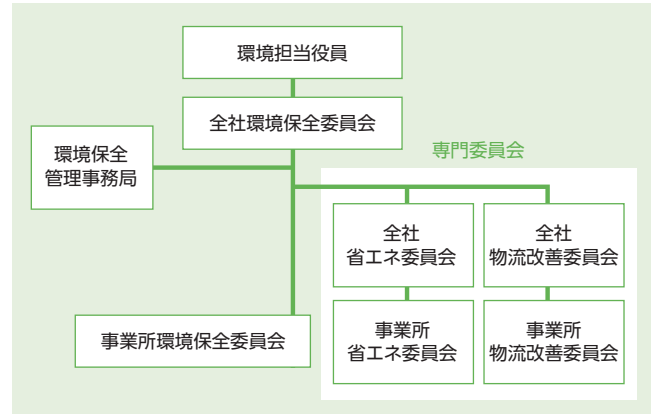 環境担当役員
全社環境保全委員会
環境保全
管理事務局
専門委員会
全社
省エネ委員会
全社
物流改善委員会
事業所環境保全委員会
事業所
省エネ委員会
事業所
物流改善委員会